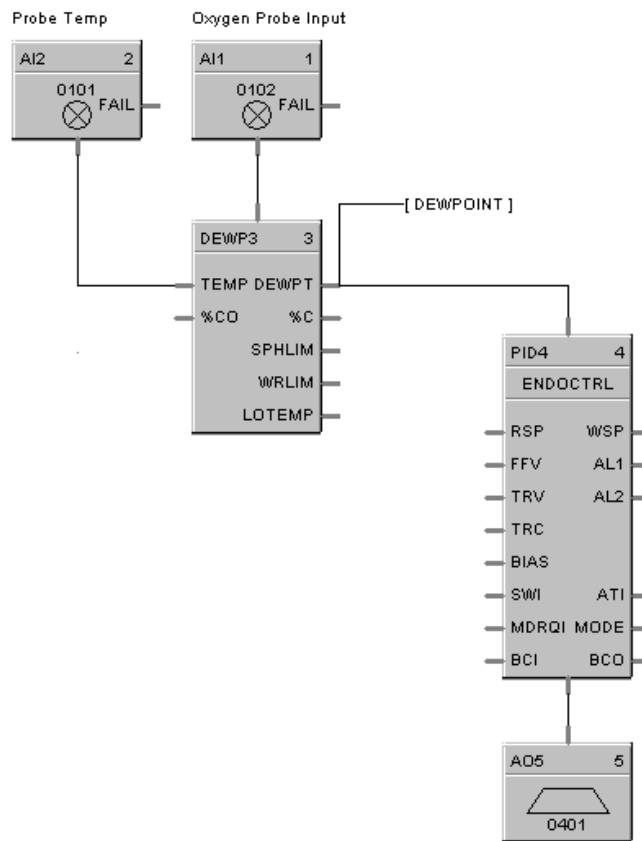 Probe Temp
Oxygen Probe Input
AI2 2
AI1 1
0101
FAIL
0102
FAIL
[ DEWPOINT ]
DEWP3 3
TEMP DEWPT
%CO %C
SPHLIM
WRLIM
LOTEMP
PID4 4
ENDOCTRL
RSP WSP
FFV AL1
TRV AL2
TRC
BIAS
SWI ATI
MDRQI MODE
BCI BCO
AO5 5
0401